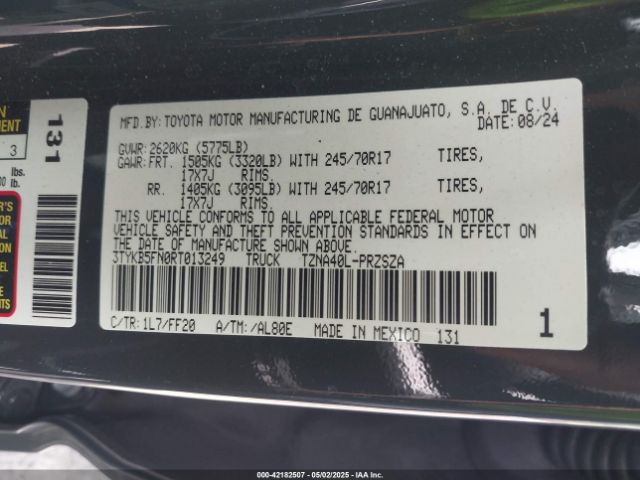 MFD.BY:TOYOTA MOTOR MANUFACTURING DE GUANAJUATO, S.A. DE C.V.
DATE:08/24
GVWR:2620KG (5775LB)
GAWR:FRT. 1505KG (3320LB) WITH 245/70R17 TIRES,
17X7J RIMS.
RR. 1405KG (3095LB) WITH 245/70R17 TIRES,
17X7J RIMS.
THIS VEHICLE CONFORMS TO ALL APPLICABLE FEDERAL MOTOR
VEHICLE SAFETY AND THEFT PREVENTION STANDARDS IN EFFECT ON
THE DATE OF MANUFACTURE SHOWN ABOVE.
3TYKB5FN0RT013249 TRUCK TZNA40L-PRZSZA
C/TR:1L7/FF20 A/TM:/AL80E MADE IN MEXICO 131
1
131
3
lbs.
lb.
000-42182507 05/02/2025 IAAI.COM